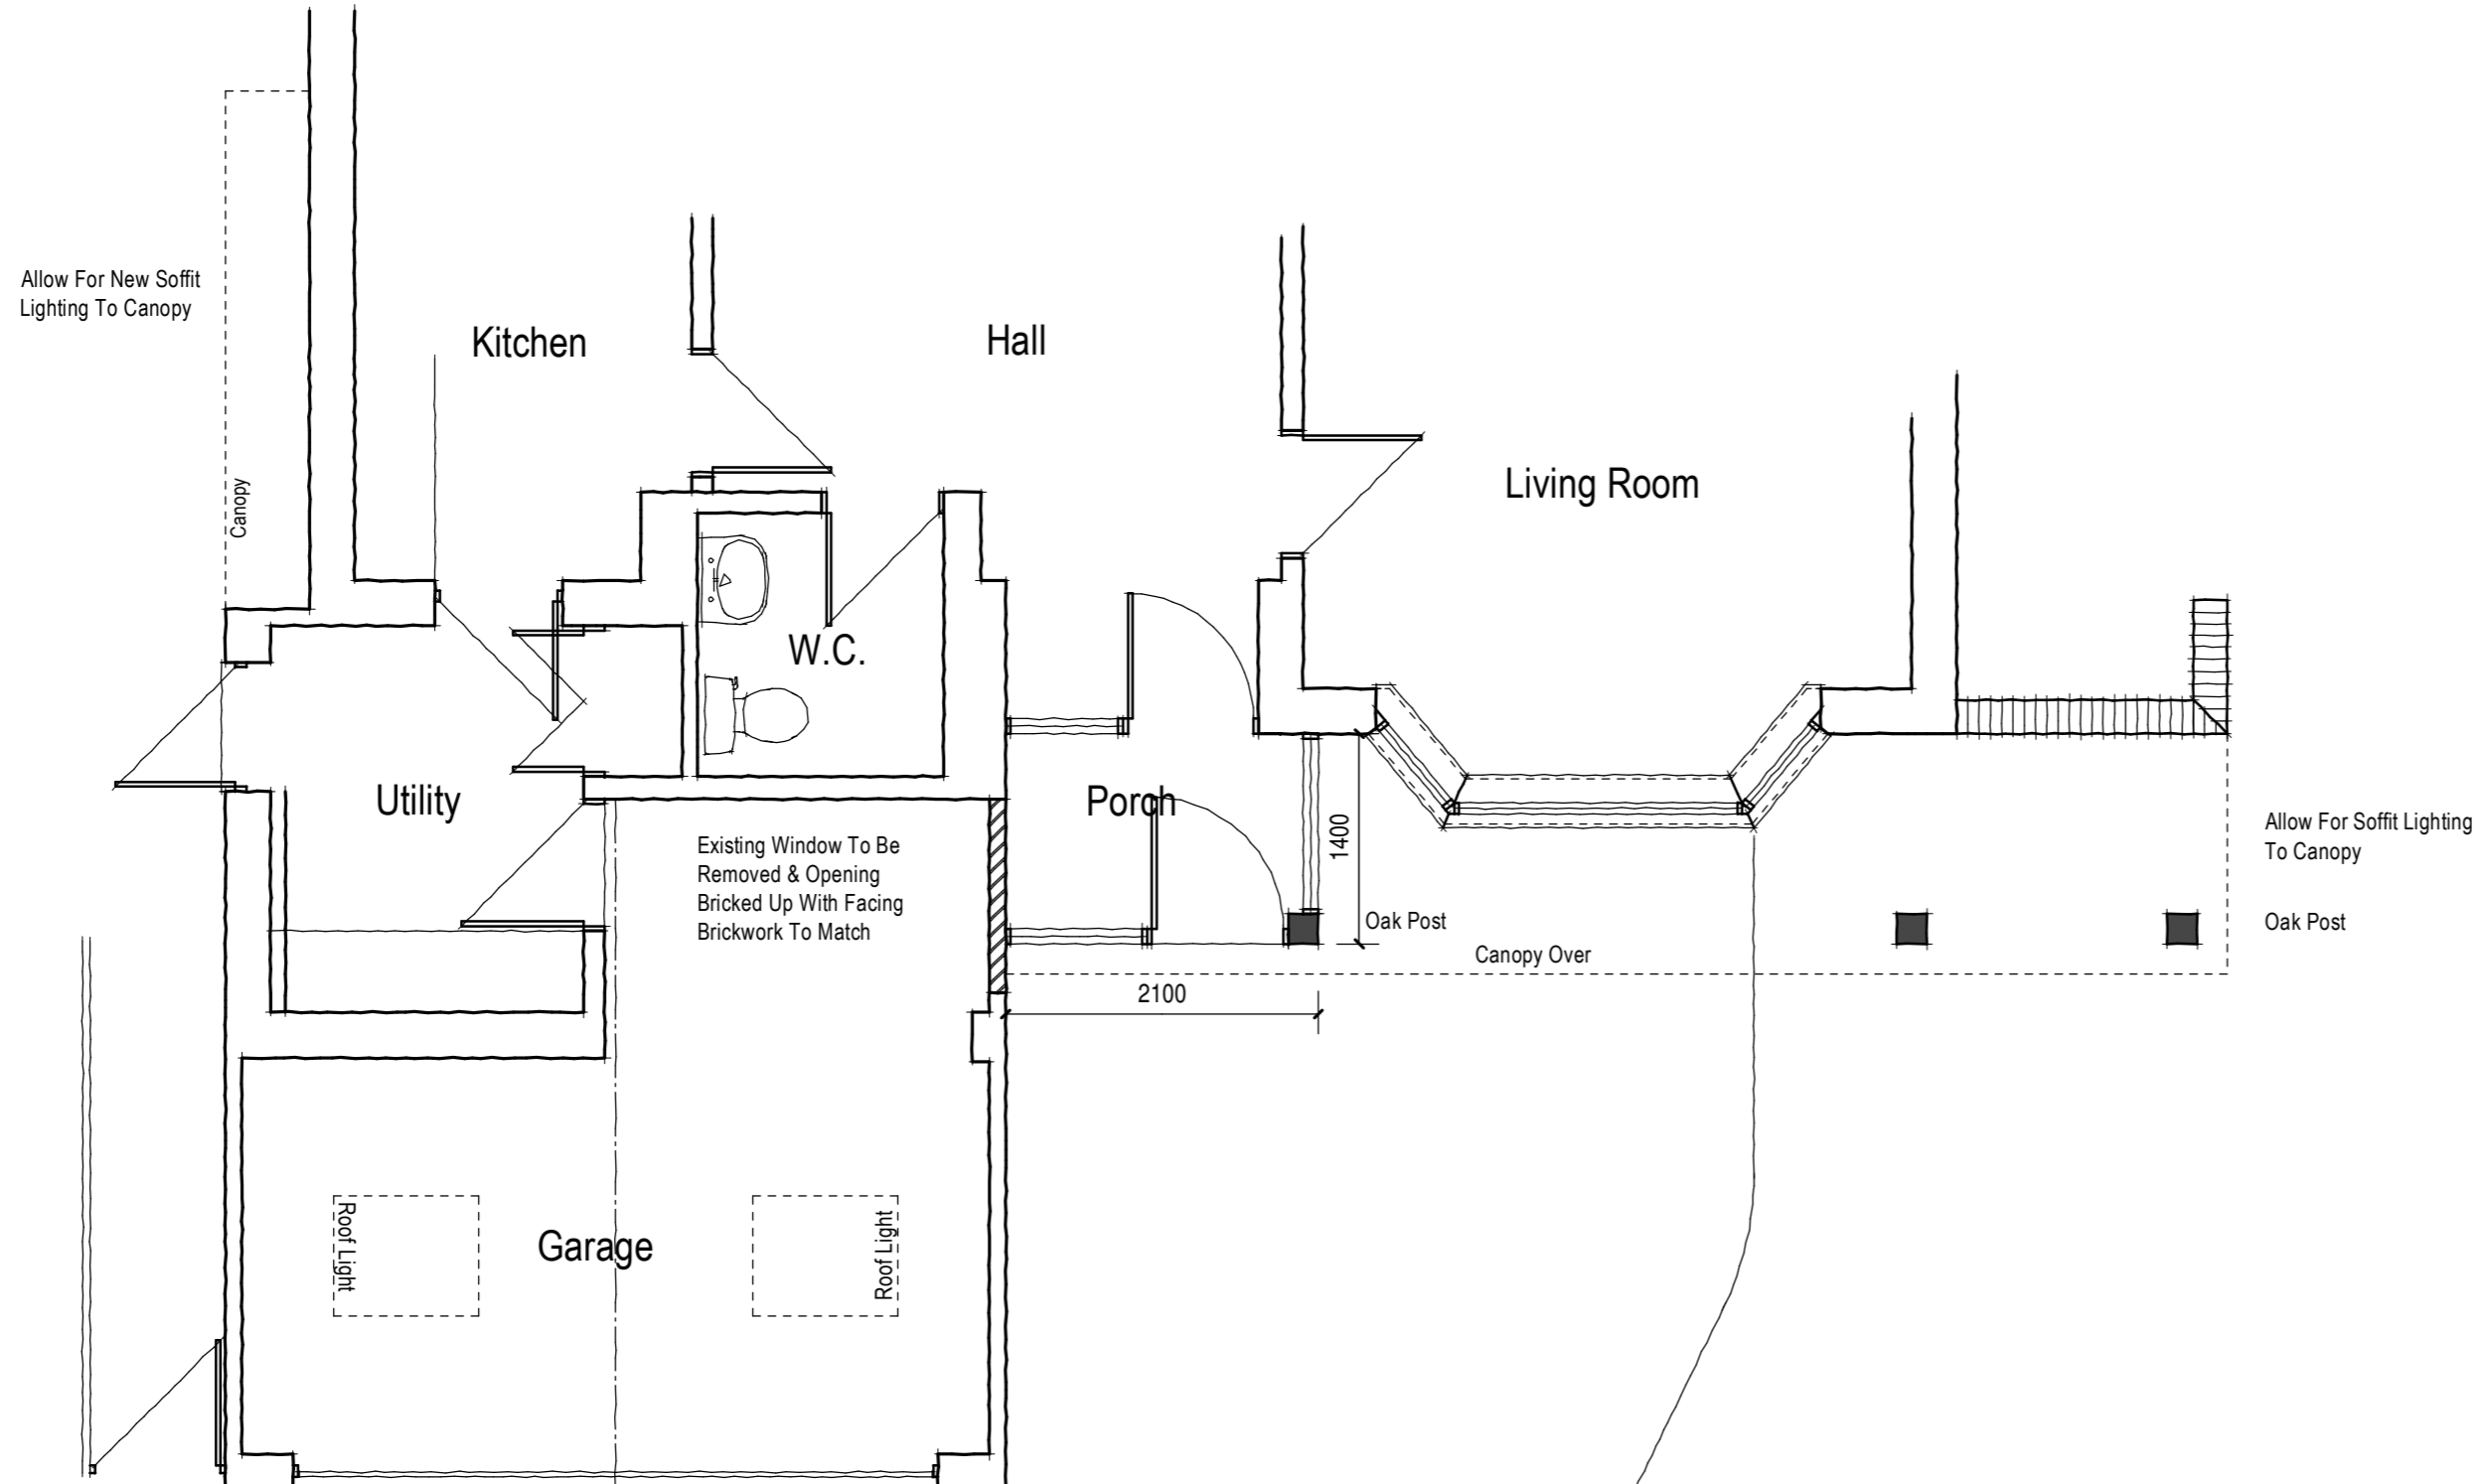 Allow For New Soffit
Lighting To Canopy
Kitchen
Hall
Living Room
Canopy
W.C.
Utility
Porch
1400
Existing Window To Be
Removed & Opening
Bricked Up With Facing
Brickwork To Match
Allow For Soffit Lighting
To Canopy
Oak Post
Oak Post
Canopy Over
2100
Roof Light
Garage
Roof Light